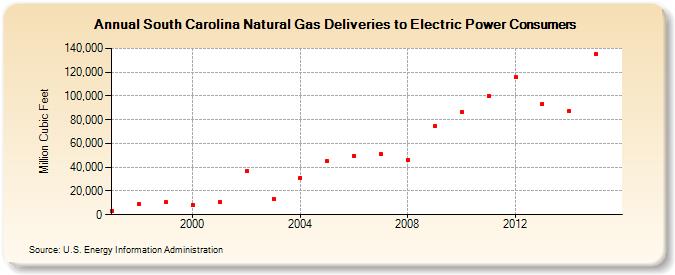 Annual South Carolina Natural Gas Deliveries to Electric Power Consumers
Million Cubic Feet
140,000
120,000
100,000
80,000
60,000
40,000
20,000
0
2000 2004 2008 2012
Source: U.S. Energy Information Administration